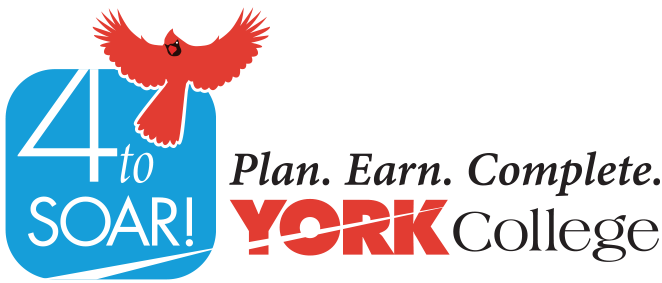 4 to
SOAR!
Plan. Earn. Complete.
YORK College